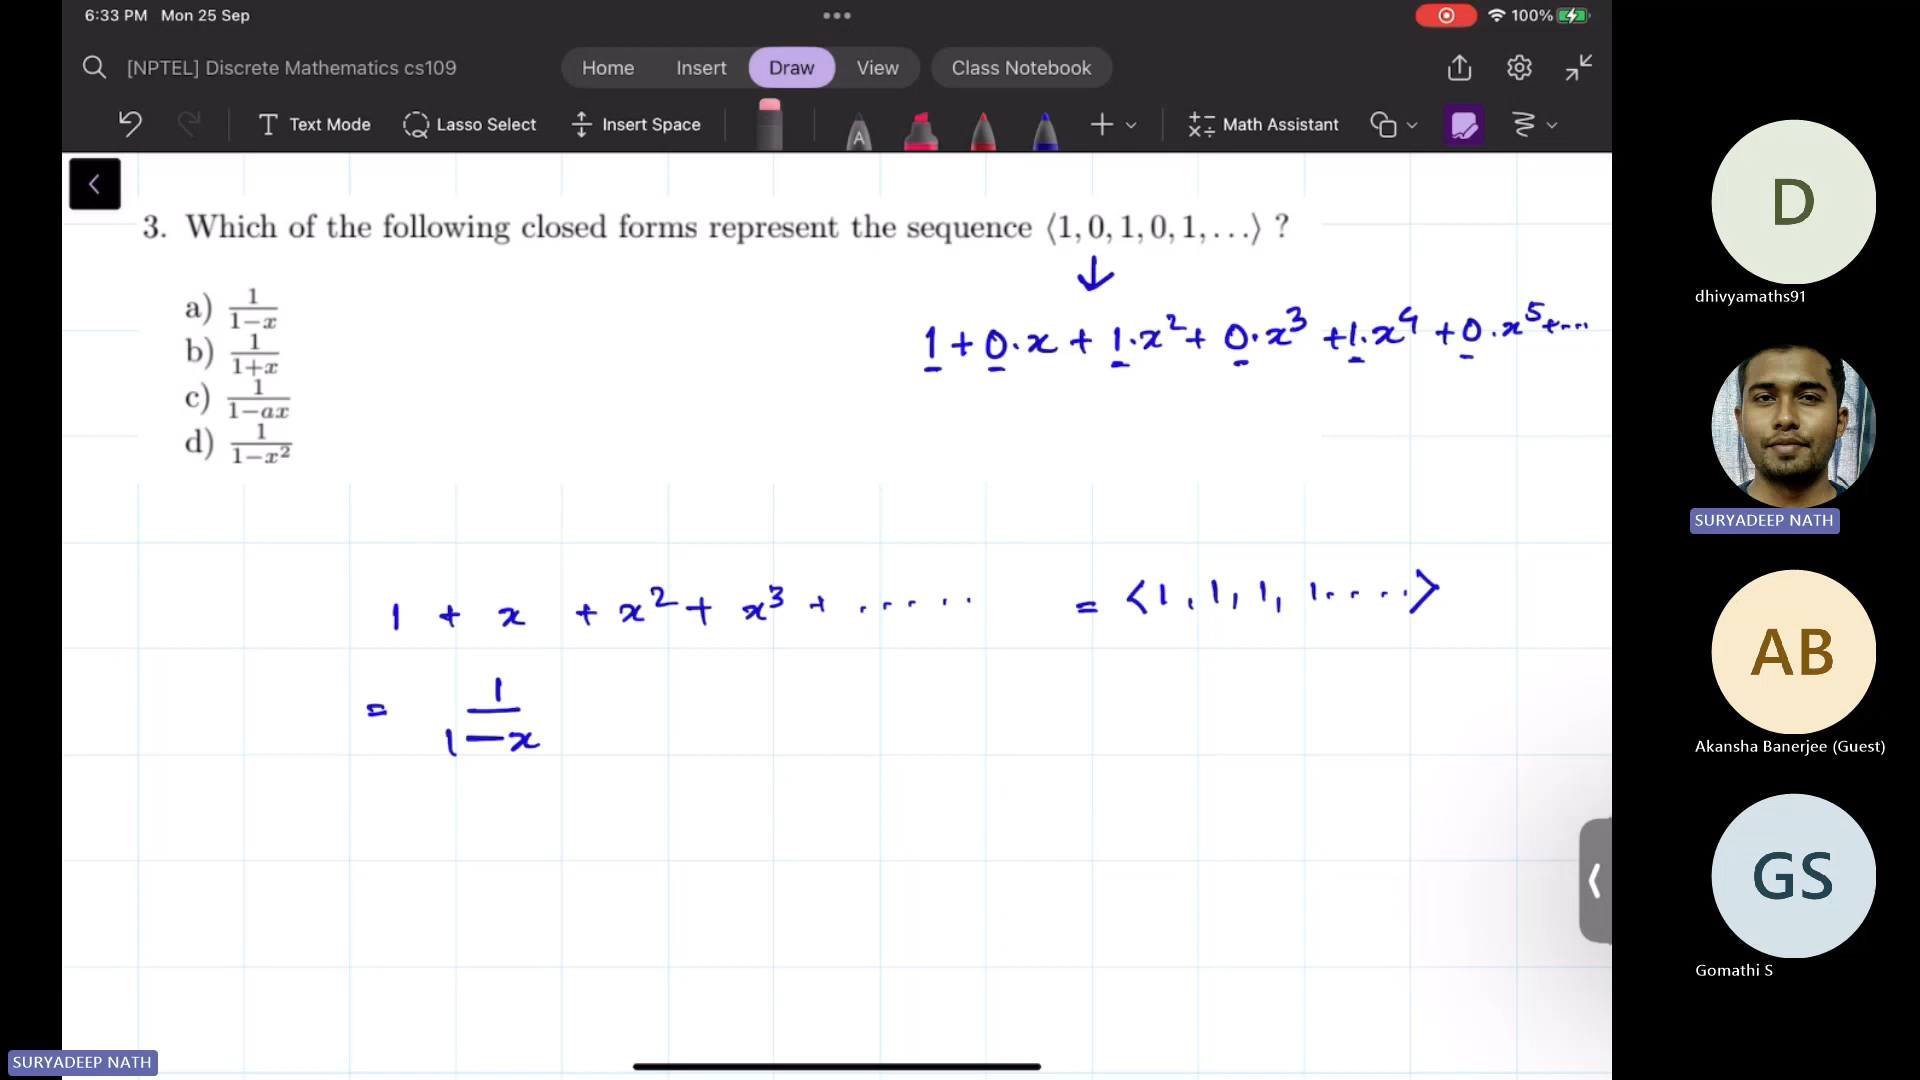 6:33 PM Mon 25 Sep
100%
[NPTEL] Discrete Mathematics cs109
Home Insert Draw View Class Notebook
Text Mode Lasso Select Insert Space A Math Assistant
3. Which of the following closed forms represent the sequence ⟨1, 0, 1, 0, 1, . . .⟩ ?
↓
1 + 0·x + 1·x² + 0·x³ + 1·x⁴ + 0·x⁵ + ...
a) 1/(1−x)
b) 1/(1+x)
c) 1/(1−ax)
d) 1/(1−x²)
1 + x + x² + x³ + ..... = ⟨1, 1, 1, 1.....⟩
= 1/(1−x)
D
dhivyamaths91
SURYADEEP NATH
AB
Akansha Banerjee (Guest)
GS
Gomathi S
SURYADEEP NATH